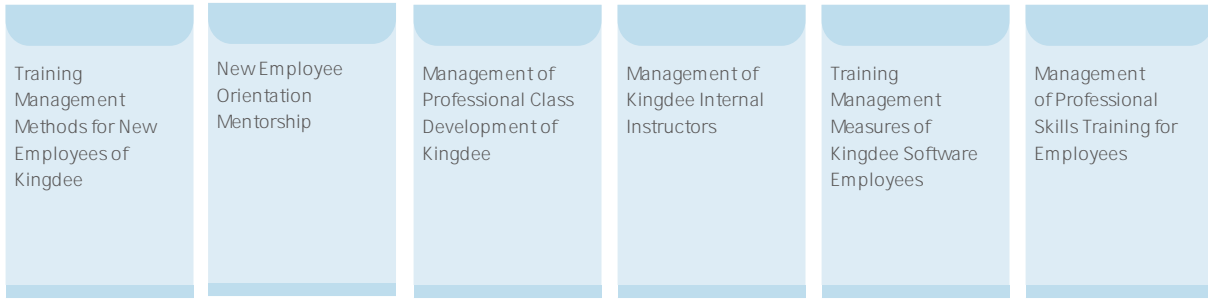 Training
Management
Methods for New
Employees of
Kingdee
New Employee
Orientation
Mentorship
Management of
Professional Class
Development of
Kingdee
Management of
Kingdee Internal
Instructors
Training
Management
Measures of
Kingdee Software
Employees
Management
of Professional
Skills Training for
Employees